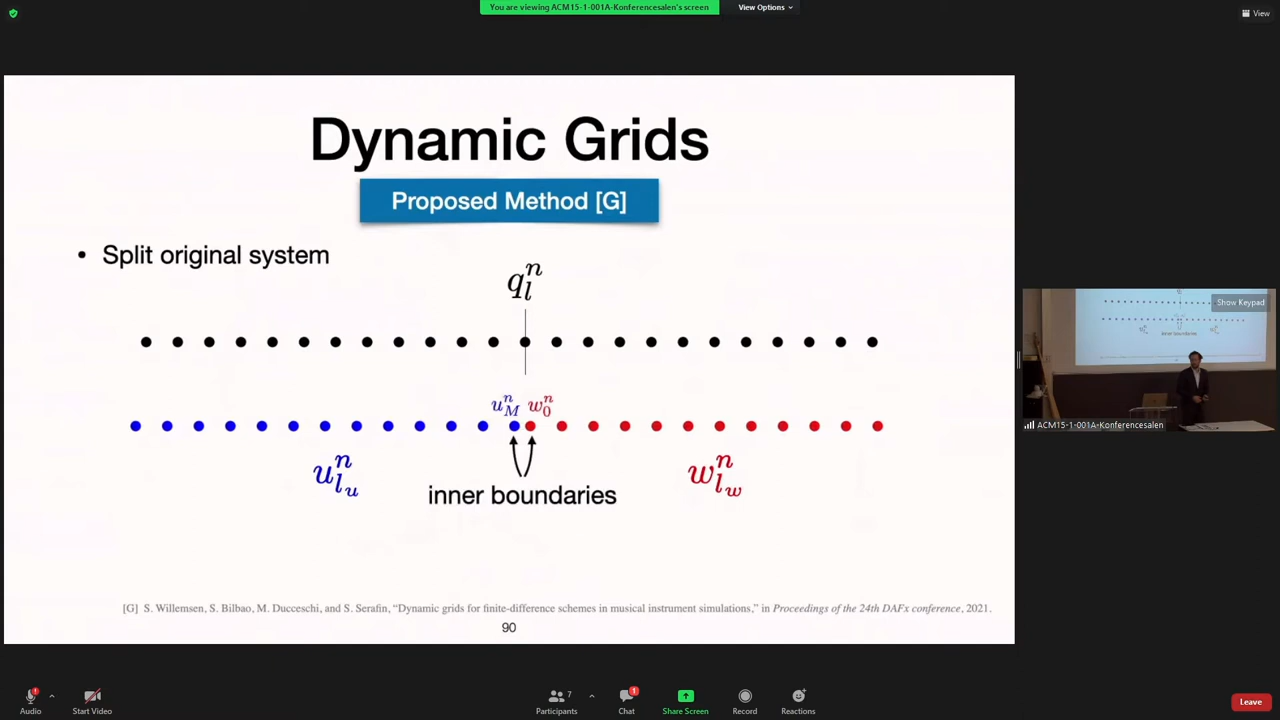 You are viewing ACM15-1-001A-Konferencesalen's screen
View Options
View
Dynamic Grids
Proposed Method [G]
• Split original system
q_l^n
u_M^n w_0^n
u_{l_u}^n
w_{l_w}^n
inner boundaries
[G] S. Willemsen, S. Bilbao, M. Ducceschi, and S. Serafin, “Dynamic grids for finite-difference schemes in musical instrument simulations,” in Proceedings of the 24th DAFx conference, 2021.
90
Show Keypad
ACM15-1-001A-Konferencesalen
Audio
Start Video
Participants
7
Chat
1
Share Screen
Record
Reactions
Leave